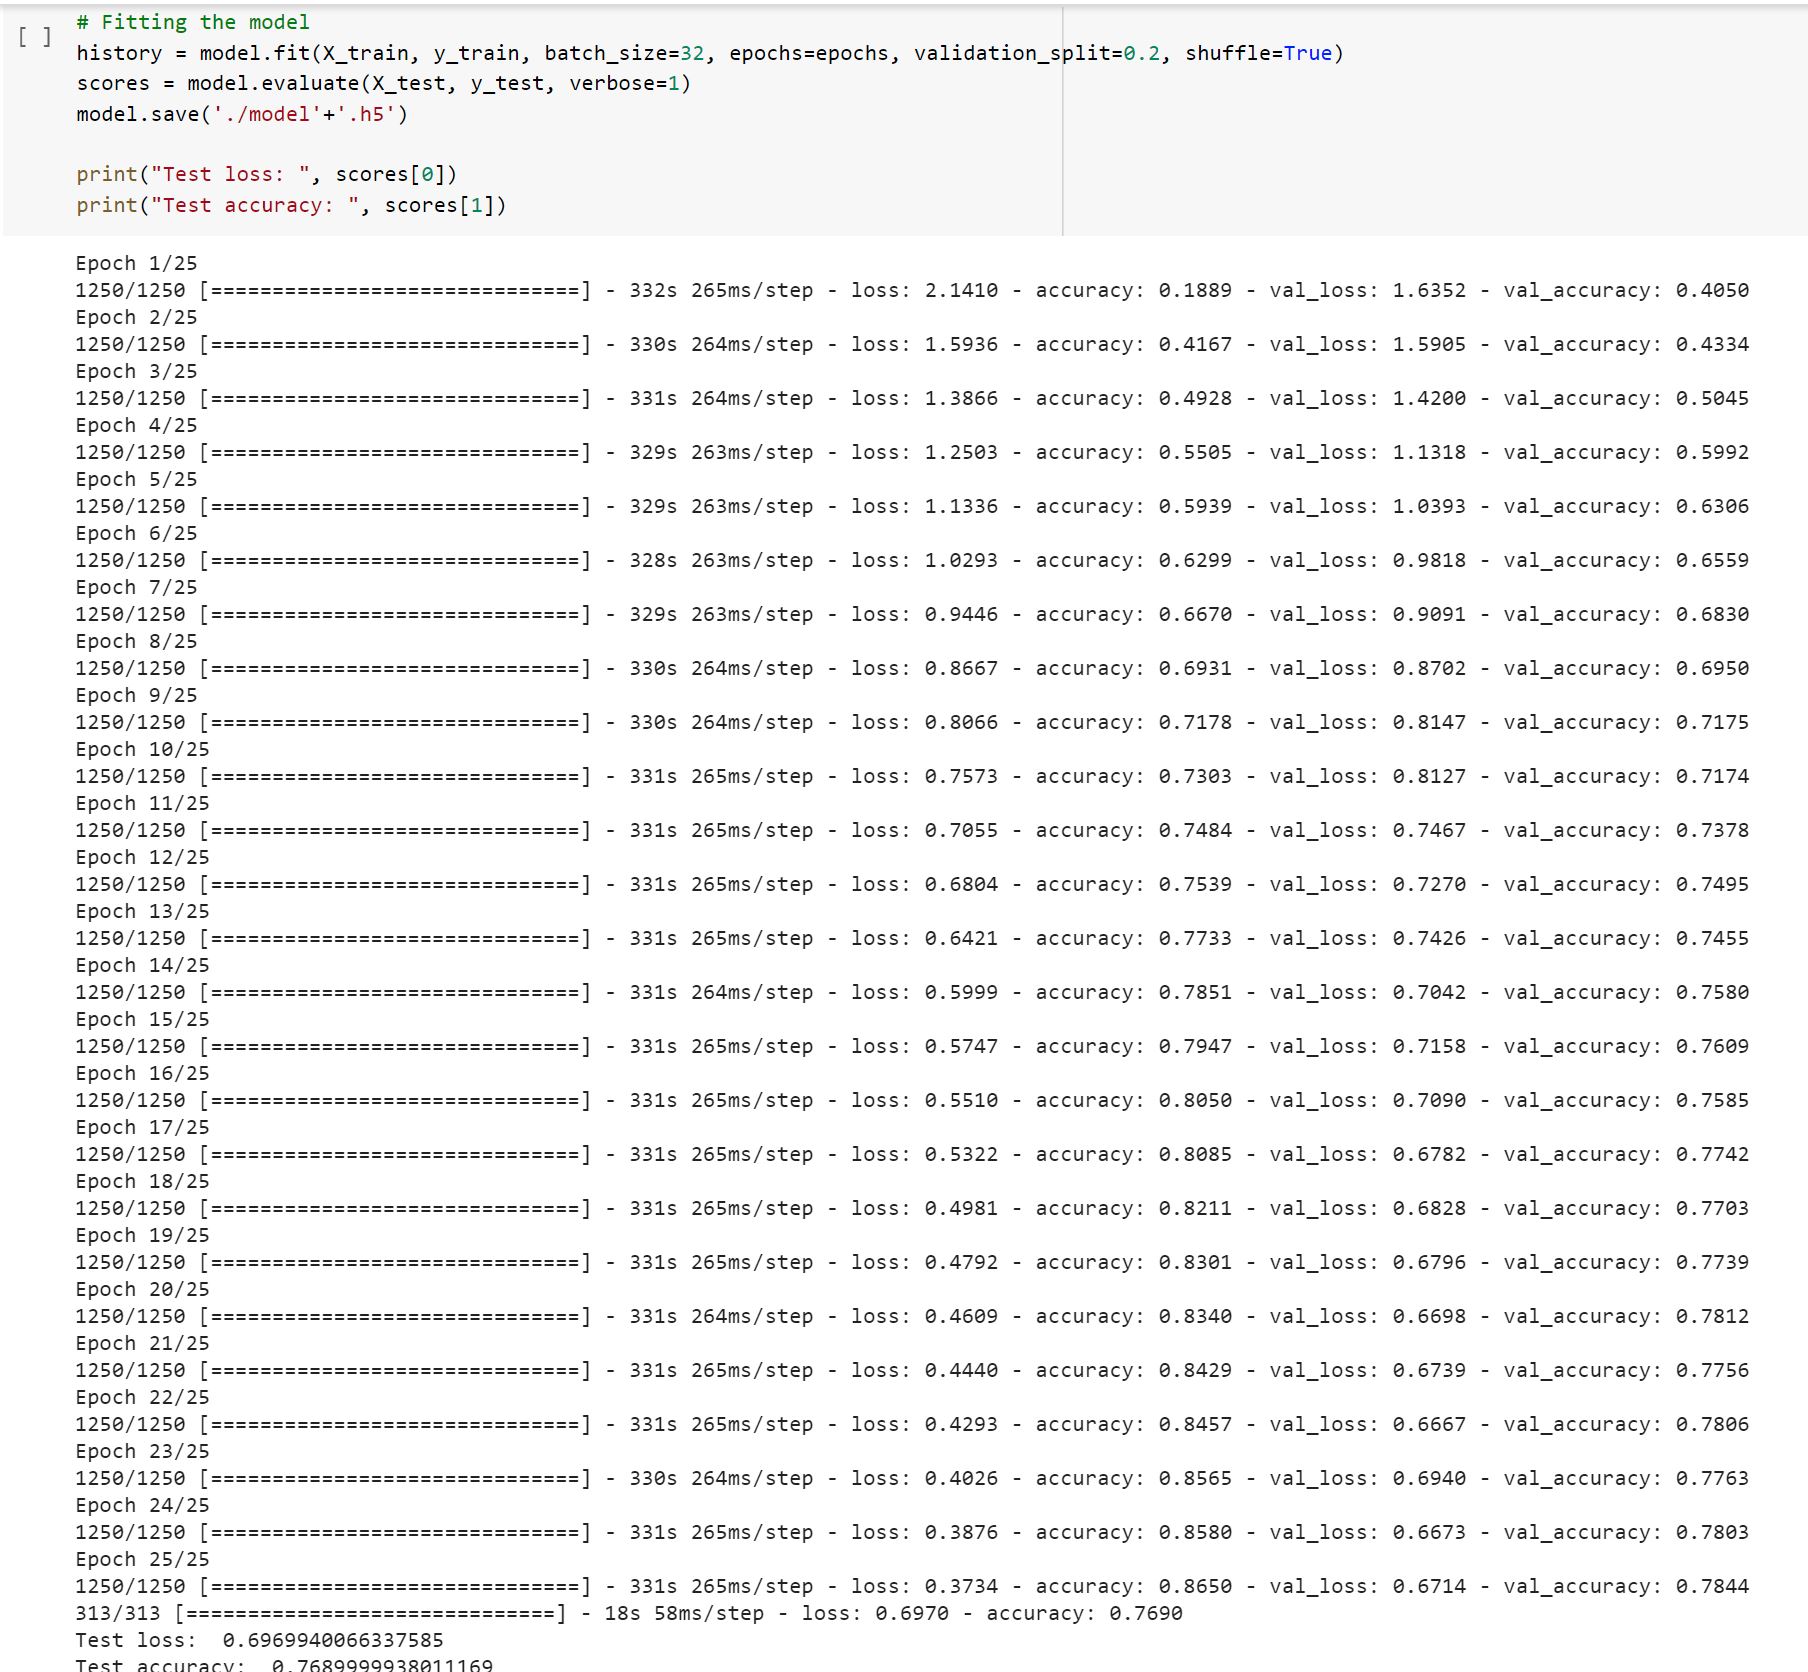 [ ]
# Fitting the model
history = model.fit(X_train, y_train, batch_size=32, epochs=epochs, validation_split=0.2, shuffle=True)
scores = model.evaluate(X_test, y_test, verbose=1)
model.save('./model'+'.h5')
print("Test loss: ", scores[0])
print("Test accuracy: ", scores[1])
Epoch 1/25
1250/1250 [==============================] - 332s 265ms/step - loss: 2.1410 - accuracy: 0.1889 - val_loss: 1.6352 - val_accuracy: 0.4050
Epoch 2/25
1250/1250 [==============================] - 330s 264ms/step - loss: 1.5936 - accuracy: 0.4167 - val_loss: 1.5905 - val_accuracy: 0.4334
Epoch 3/25
1250/1250 [==============================] - 331s 264ms/step - loss: 1.3866 - accuracy: 0.4928 - val_loss: 1.4200 - val_accuracy: 0.5045
Epoch 4/25
1250/1250 [==============================] - 329s 263ms/step - loss: 1.2503 - accuracy: 0.5505 - val_loss: 1.1318 - val_accuracy: 0.5992
Epoch 5/25
1250/1250 [==============================] - 329s 263ms/step - loss: 1.1336 - accuracy: 0.5939 - val_loss: 1.0393 - val_accuracy: 0.6306
Epoch 6/25
1250/1250 [==============================] - 328s 263ms/step - loss: 1.0293 - accuracy: 0.6299 - val_loss: 0.9818 - val_accuracy: 0.6559
Epoch 7/25
1250/1250 [==============================] - 329s 263ms/step - loss: 0.9446 - accuracy: 0.6670 - val_loss: 0.9091 - val_accuracy: 0.6830
Epoch 8/25
1250/1250 [==============================] - 330s 264ms/step - loss: 0.8667 - accuracy: 0.6931 - val_loss: 0.8702 - val_accuracy: 0.6950
Epoch 9/25
1250/1250 [==============================] - 330s 264ms/step - loss: 0.8066 - accuracy: 0.7178 - val_loss: 0.8147 - val_accuracy: 0.7175
Epoch 10/25
1250/1250 [==============================] - 331s 265ms/step - loss: 0.7573 - accuracy: 0.7303 - val_loss: 0.8127 - val_accuracy: 0.7174
Epoch 11/25
1250/1250 [==============================] - 331s 265ms/step - loss: 0.7055 - accuracy: 0.7484 - val_loss: 0.7467 - val_accuracy: 0.7378
Epoch 12/25
1250/1250 [==============================] - 331s 265ms/step - loss: 0.6804 - accuracy: 0.7539 - val_loss: 0.7270 - val_accuracy: 0.7495
Epoch 13/25
1250/1250 [==============================] - 331s 265ms/step - loss: 0.6421 - accuracy: 0.7733 - val_loss: 0.7426 - val_accuracy: 0.7455
Epoch 14/25
1250/1250 [==============================] - 331s 264ms/step - loss: 0.5999 - accuracy: 0.7851 - val_loss: 0.7042 - val_accuracy: 0.7580
Epoch 15/25
1250/1250 [==============================] - 331s 265ms/step - loss: 0.5747 - accuracy: 0.7947 - val_loss: 0.7158 - val_accuracy: 0.7609
Epoch 16/25
1250/1250 [==============================] - 331s 265ms/step - loss: 0.5510 - accuracy: 0.8050 - val_loss: 0.7090 - val_accuracy: 0.7585
Epoch 17/25
1250/1250 [==============================] - 331s 265ms/step - loss: 0.5322 - accuracy: 0.8085 - val_loss: 0.6782 - val_accuracy: 0.7742
Epoch 18/25
1250/1250 [==============================] - 331s 265ms/step - loss: 0.4981 - accuracy: 0.8211 - val_loss: 0.6828 - val_accuracy: 0.7703
Epoch 19/25
1250/1250 [==============================] - 331s 265ms/step - loss: 0.4792 - accuracy: 0.8301 - val_loss: 0.6796 - val_accuracy: 0.7739
Epoch 20/25
1250/1250 [==============================] - 331s 264ms/step - loss: 0.4609 - accuracy: 0.8340 - val_loss: 0.6698 - val_accuracy: 0.7812
Epoch 21/25
1250/1250 [==============================] - 331s 265ms/step - loss: 0.4440 - accuracy: 0.8429 - val_loss: 0.6739 - val_accuracy: 0.7756
Epoch 22/25
1250/1250 [==============================] - 331s 265ms/step - loss: 0.4293 - accuracy: 0.8457 - val_loss: 0.6667 - val_accuracy: 0.7806
Epoch 23/25
1250/1250 [==============================] - 330s 264ms/step - loss: 0.4026 - accuracy: 0.8565 - val_loss: 0.6940 - val_accuracy: 0.7763
Epoch 24/25
1250/1250 [==============================] - 331s 265ms/step - loss: 0.3876 - accuracy: 0.8580 - val_loss: 0.6673 - val_accuracy: 0.7803
Epoch 25/25
1250/1250 [==============================] - 331s 265ms/step - loss: 0.3734 - accuracy: 0.8650 - val_loss: 0.6714 - val_accuracy: 0.7844
313/313 [==============================] - 18s 58ms/step - loss: 0.6970 - accuracy: 0.7690
Test loss:  0.6969940066337585
Test accuracy:  0.7689999938011169